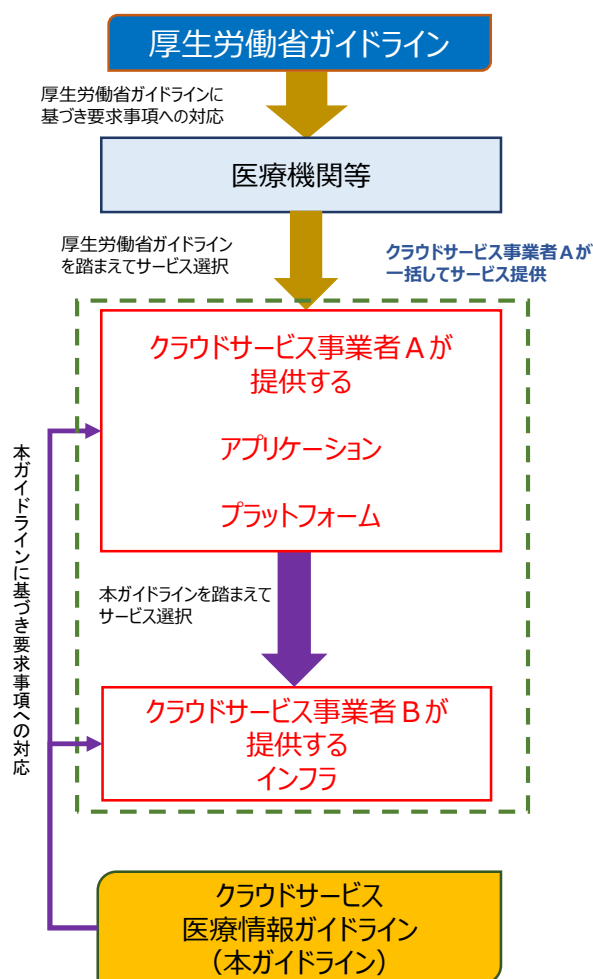 厚生労働省ガイドライン
厚生労働省ガイドラインに
基づき要求事項への対応
医療機関等
厚生労働省ガイドライン
を踏まえてサービス選択
クラウドサービス事業者Ａが
一括してサービス提供
クラウドサービス事業者Ａが
提供する
アプリケーション
プラットフォーム
本ガイドラインに基づき要求事項への対応
本ガイドラインを踏まえて
サービス選択
クラウドサービス事業者Ｂが
提供する
インフラ
クラウドサービス
医療情報ガイドライン
（本ガイドライン）